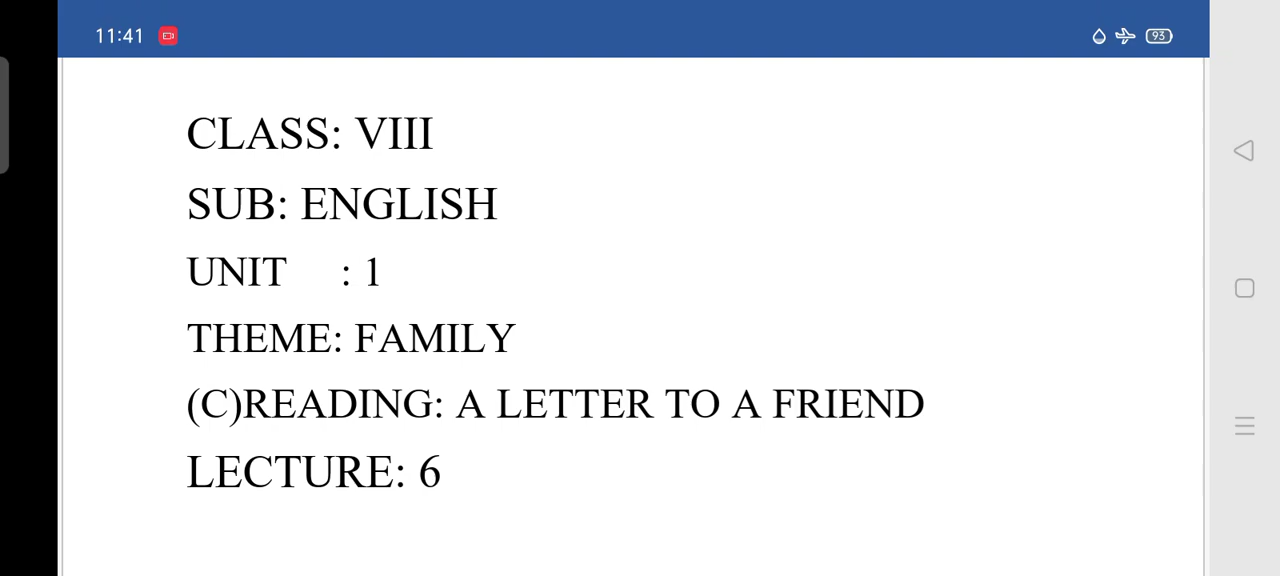 11:41
93
CLASS: VIII
SUB: ENGLISH
UNIT : 1
THEME: FAMILY
(C)READING: A LETTER TO A FRIEND
LECTURE: 6